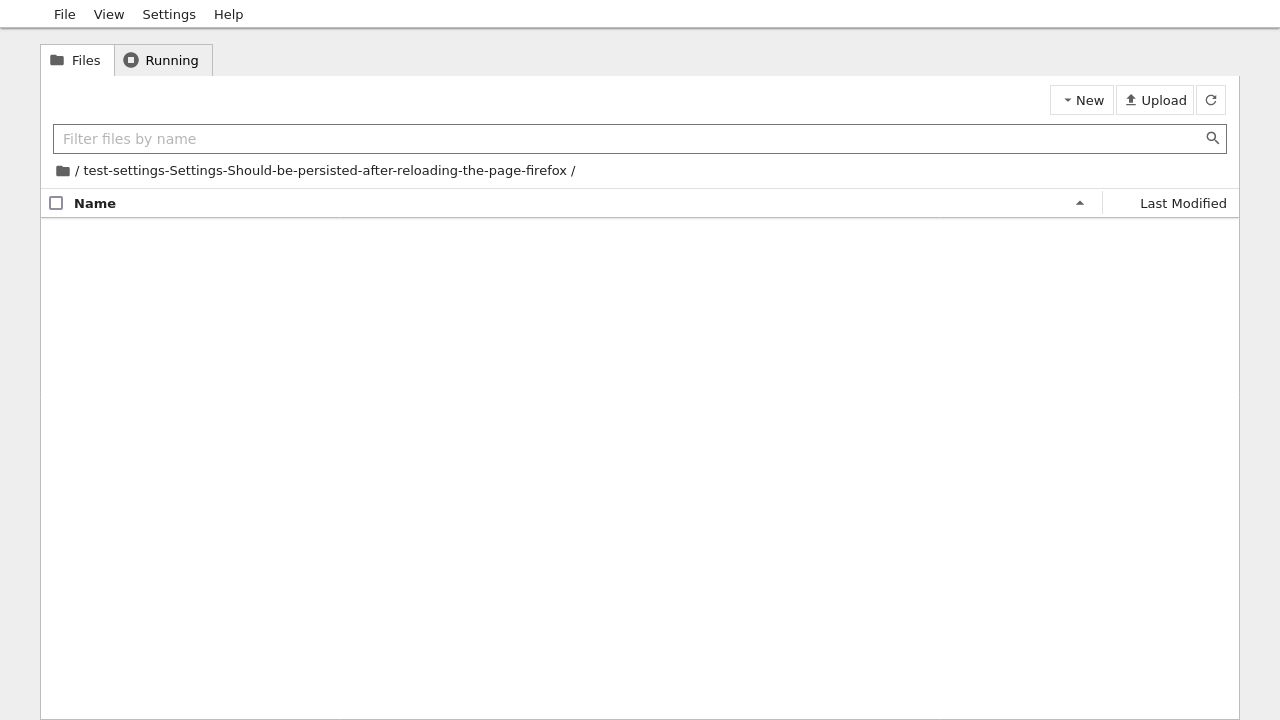 File View Settings Help
Files Running
New Upload
Filter files by name
/ test-settings-Settings-Should-be-persisted-after-reloading-the-page-firefox /
Name Last Modified